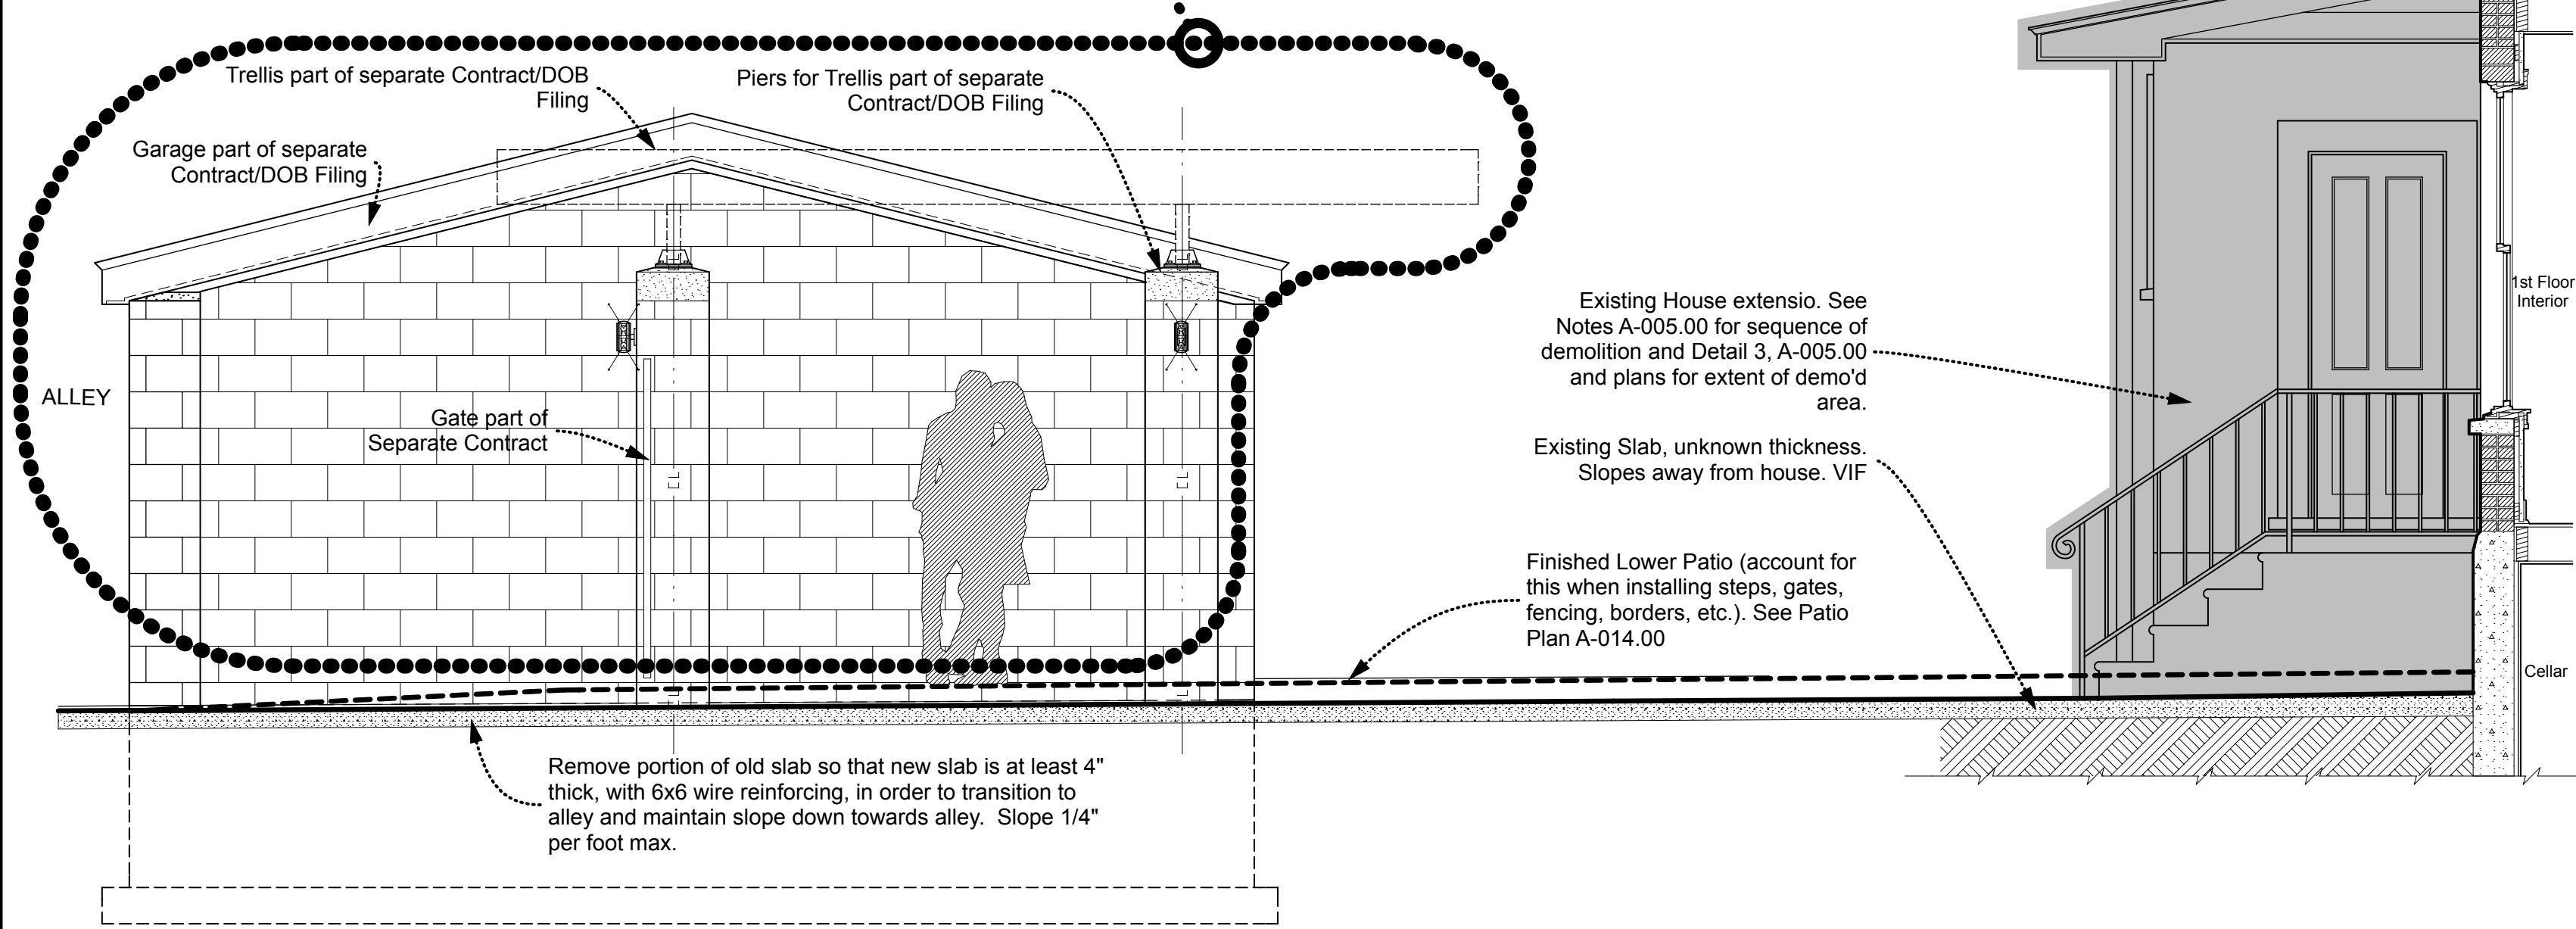 Trellis part of separate Contract/DOB
Filing
Piers for Trellis part of separate
Contract/DOB Filing
Garage part of separate
Contract/DOB Filing
ALLEY
Gate part of
Separate Contract
Existing House extensio. See
Notes A-005.00 for sequence of
demolition and Detail 3, A-005.00
and plans for extent of demo'd
area.
1st Floor
Interior
Existing Slab, unknown thickness.
Slopes away from house. VIF
Finished Lower Patio (account for
this when installing steps, gates,
fencing, borders, etc.). See Patio
Plan A-014.00
Cellar
Remove portion of old slab so that new slab is at least 4"
thick, with 6x6 wire reinforcing, in order to transition to
alley and maintain slope down towards alley.  Slope 1/4"
per foot max.